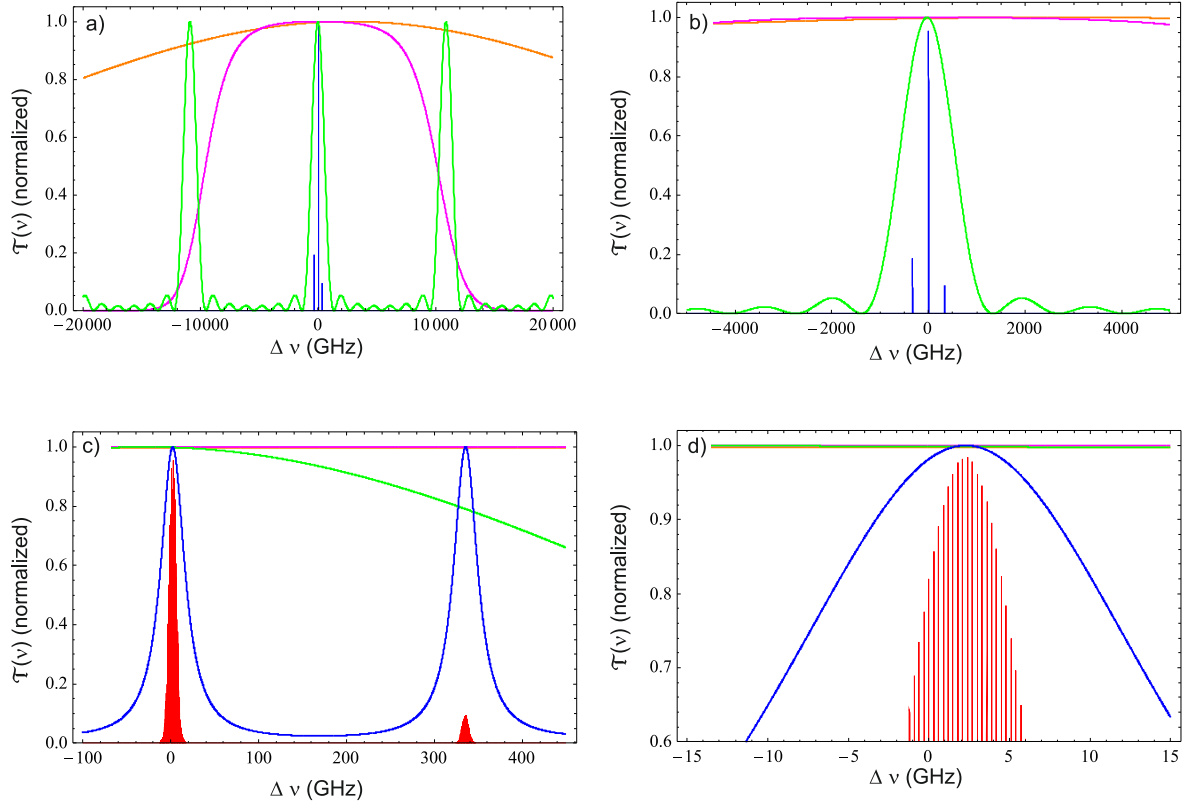 a)
𝒯(ν) (normalized)
1.0
0.8
0.6
0.4
0.2
0.0
−20000 −10000 0 10000 20000
Δ ν (GHz)
b)
𝒯(ν) (normalized)
1.0
0.8
0.6
0.4
0.2
0.0
−4000 −2000 0 2000 4000
Δ ν (GHz)
c)
𝒯(ν) (normalized)
1.0
0.8
0.6
0.4
0.2
0.0
−100 0 100 200 300 400
Δ ν (GHz)
d)
𝒯(ν) (normalized)
1.0
0.9
0.8
0.7
0.6
−15 −10 −5 0 5 10 15
Δ ν (GHz)